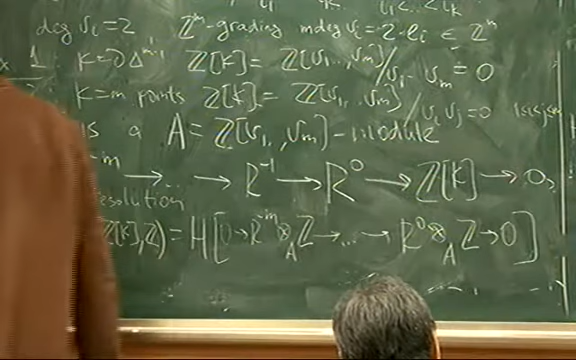 deg v_i = 2 Z^m-grading mdeg v_i = 2·e_i ∈ Z^m
1: K = ∂Δ^{m-1} Z[K] = Z[v_1, ..., v_m]/v_1 ... v_m = 0
K = m points Z[K] = Z[v_1, ..., v_m]/v_i v_j = 0
is a A = Z[v_1, ..., v_m]-module
→ ... → R^{-1} → R^0 → Z[K] → 0,
resolution
Z[K], Z) = H[0 → R^{-m} ⊗_A Z → ... → R^0 ⊗_A Z → 0]